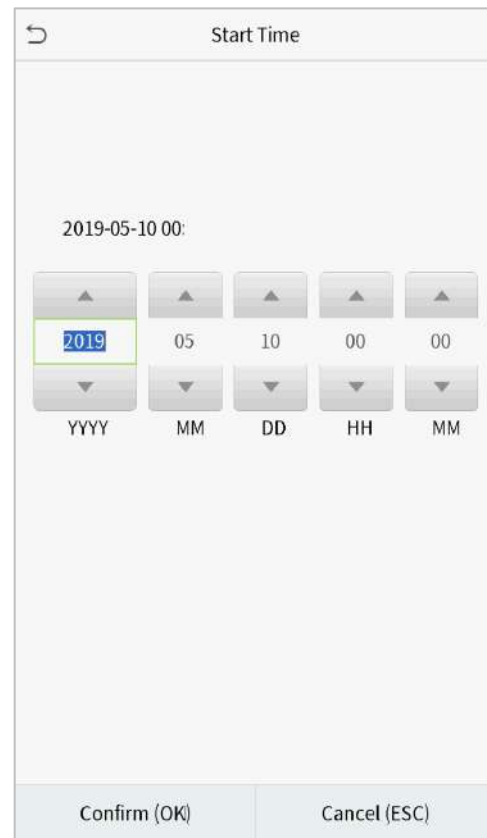 Start Time
2019-05-10 00:
2019 05 10 00 00
YYYY MM DD HH MM
Confirm (OK) Cancel (ESC)